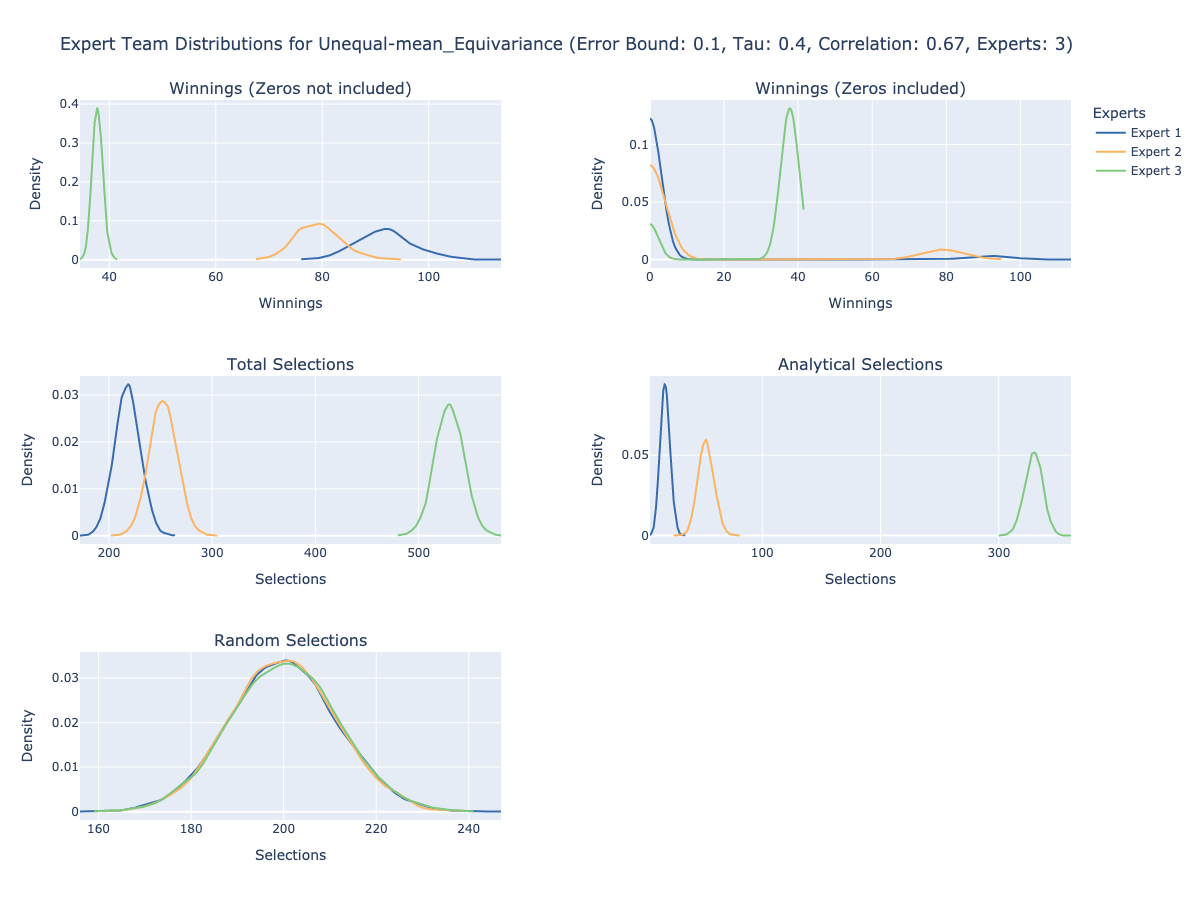 Expert Team Distributions for Unequal-mean_Equivariance (Error Bound: 0.1, Tau: 0.4, Correlation: 0.67, Experts: 3)
Winnings (Zeros not included)
0.4
0.3
0.2
0.1
0
Density
40 60 80 100
Winnings
Winnings (Zeros included)
0.1
0.05
0
Density
0 20 40 60 80 100
Winnings
Experts
Expert 1
Expert 2
Expert 3
Total Selections
0.03
0.02
0.01
0
Density
200 300 400 500
Selections
Analytical Selections
0.05
0
Density
100 200 300
Selections
Random Selections
0.03
0.02
0.01
0
Density
160 180 200 220 240
Selections